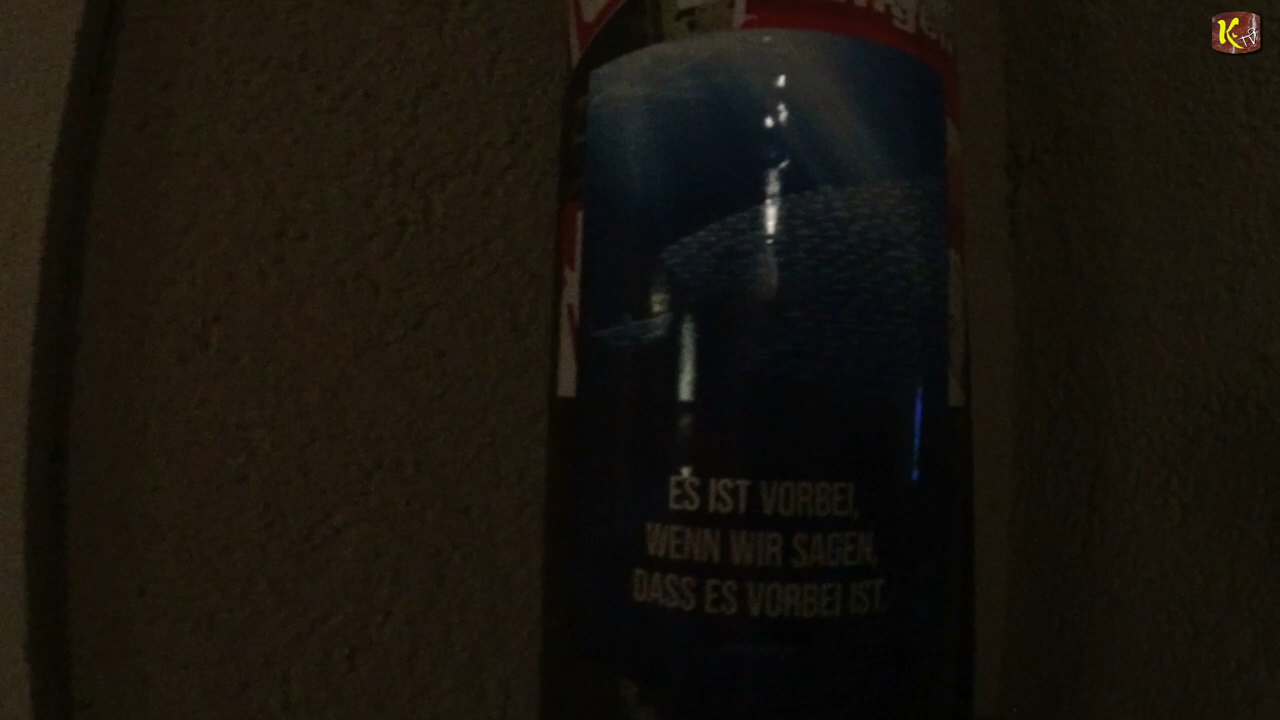 ES IST VORBEI,
WENN WIR SAGEN,
DASS ES VORBEI IST.